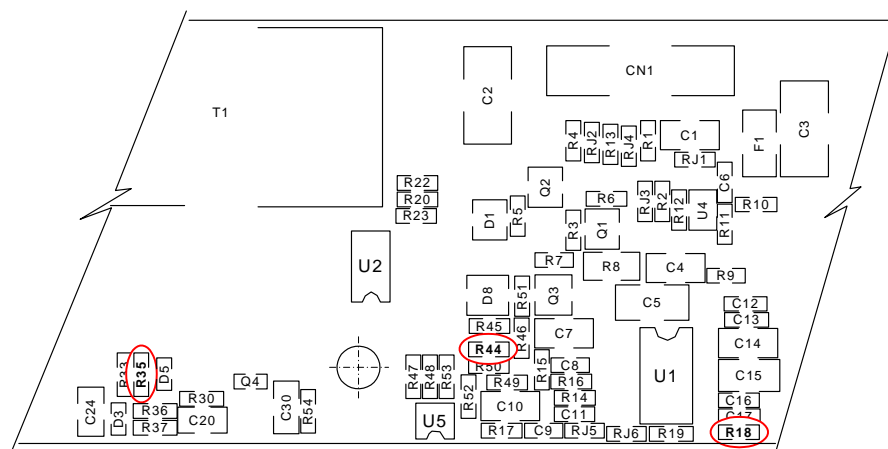 T1
C2
CN1
C3
F1
R4
RJ2
R13
RJ4
R1
C1
RJ1
C6
R22
R20
R23
Q2
D1
R5
R6
R3
Q1
RJ3
R2
R12
U4
R11
R10
U2
R7
R8
C4
R9
D8
R51
Q3
C5
C12
C13
R45
R46
C7
C14
R44
R50
R15
C8
R16
U1
C15
R33
R35
D5
Q4
R47
R48
R53
R52
R49
R14
C11
C10
C16
C17
C24
D3
R36
R37
R30
C20
C30
R54
U5
R17
C9
RJ5
RJ6
R19
R18